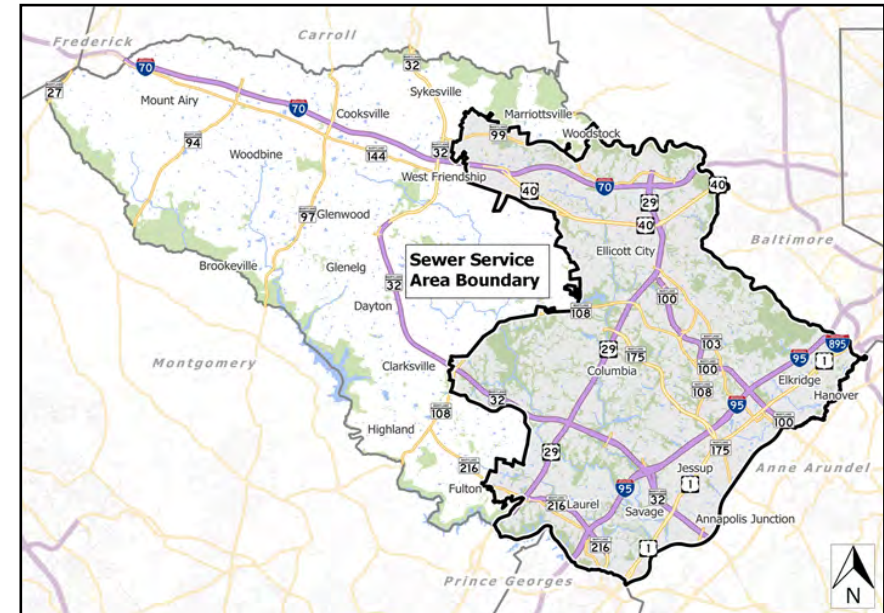 Frederick
Carroll
70
32
27
Mount Airy
Sykesville
70
Cooksville
Marriottsville
99
Woodstock
94
Woodbine
144
32
West Friendship
70
40
40
29
97
Glenwood
40
Ellicott City
Baltimore
Sewer Service
Area Boundary
Brookeville
Glenelg
32
Dayton
100
108
Montgomery
29
175
103
95
895
1
Columbia
100
Clarksville
Elkridge
32
108
95
Hanover
108
100
Highland
29
175
216
Jessup
Anne Arundel
Fulton
95
1
216
Laurel
32
Savage
Annapolis Junction
216
1
Prince Georges
N